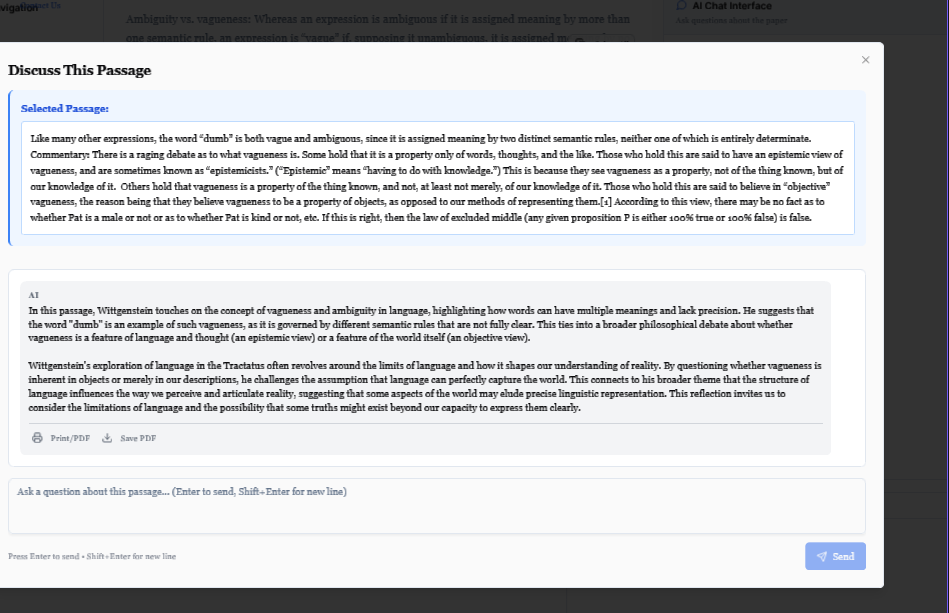 vigation
Contact Us
Ambiguity vs. vagueness: Whereas an expression is ambiguous if it is assigned meaning by more than
one semantic rule, an expression is “vague” if, supposing it unambiguous, it is assigned
AI Chat Interface
Ask questions about the paper
Discuss This Passage
Selected Passage:
Like many other expressions, the word “dumb” is both vague and ambiguous, since it is assigned meaning by two distinct semantic rules, neither one of which is entirely determinate.
Commentary: There is a raging debate as to what vagueness is. Some hold that it is a property only of words, thoughts, and the like. Those who hold this are said to have an epistemic view of
vagueness, and are sometimes known as “epistemicists.” (“Epistemic” means “having to do with knowledge.”) This is because they see vagueness as a property, not of the thing known, but of
our knowledge of it. Others hold that vagueness is a property of the thing known, and not, at least not merely, of our knowledge of it. Those who hold this are said to believe in “objective”
vagueness, the reason being that they believe vagueness to be a property of objects, as opposed to our methods of representing them.[1] According to this view, there may be no fact as to
whether Pat is a male or not or as to whether Pat is kind or not, etc. If this is right, then the law of excluded middle (any given proposition P is either 100% true or 100% false) is false.
AI
In this passage, Wittgenstein touches on the concept of vagueness and ambiguity in language, highlighting how words can have multiple meanings and lack precision. He suggests that
the word "dumb" is an example of such vagueness, as it is governed by different semantic rules that are not fully clear. This ties into a broader philosophical debate about whether
vagueness is a feature of language and thought (an epistemic view) or a feature of the world itself (an objective view).
Wittgenstein's exploration of language in the Tractatus often revolves around the limits of language and how it shapes our understanding of reality. By questioning whether vagueness is
inherent in objects or merely in our descriptions, he challenges the assumption that language can perfectly capture the world. This connects to his broader theme that the structure of
language influences the way we perceive and articulate reality, suggesting that some aspects of the world may elude precise linguistic representation. This reflection invites us to
consider the limitations of language and the possibility that some truths might exist beyond our capacity to express them clearly.
Print/PDF
Save PDF
Ask a question about this passage... (Enter to send, Shift+Enter for new line)
Press Enter to send • Shift+Enter for new line
Send